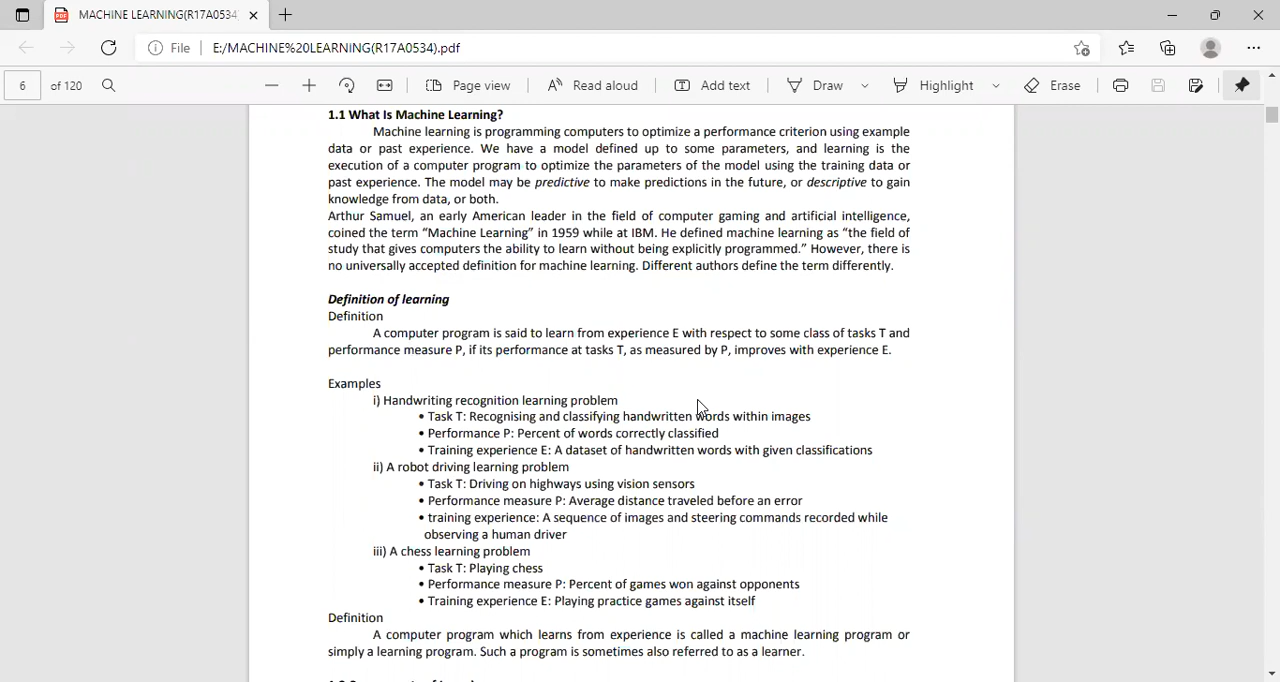 MACHINE LEARNING(R17A0534
File
E:/MACHINE%20LEARNING(R17A0534).pdf
6 of 120
Page view
Read aloud
Add text
Draw
Highlight
Erase
1.1 What Is Machine Learning?
Machine learning is programming computers to optimize a performance criterion using example
data or past experience. We have a model defined up to some parameters, and learning is the
execution of a computer program to optimize the parameters of the model using the training data or
past experience. The model may be predictive to make predictions in the future, or descriptive to gain
knowledge from data, or both.
Arthur Samuel, an early American leader in the field of computer gaming and artificial intelligence,
coined the term “Machine Learning” in 1959 while at IBM. He defined machine learning as “the field of
study that gives computers the ability to learn without being explicitly programmed.” However, there is
no universally accepted definition for machine learning. Different authors define the term differently.
Definition of learning
Definition
A computer program is said to learn from experience E with respect to some class of tasks T and
performance measure P, if its performance at tasks T, as measured by P, improves with experience E.
Examples
i) Handwriting recognition learning problem
• Task T: Recognising and classifying handwritten words within images
• Performance P: Percent of words correctly classified
• Training experience E: A dataset of handwritten words with given classifications
ii) A robot driving learning problem
• Task T: Driving on highways using vision sensors
• Performance measure P: Average distance traveled before an error
• training experience: A sequence of images and steering commands recorded while
observing a human driver
iii) A chess learning problem
• Task T: Playing chess
• Performance measure P: Percent of games won against opponents
• Training experience E: Playing practice games against itself
Definition
A computer program which learns from experience is called a machine learning program or
simply a learning program. Such a program is sometimes also referred to as a learner.